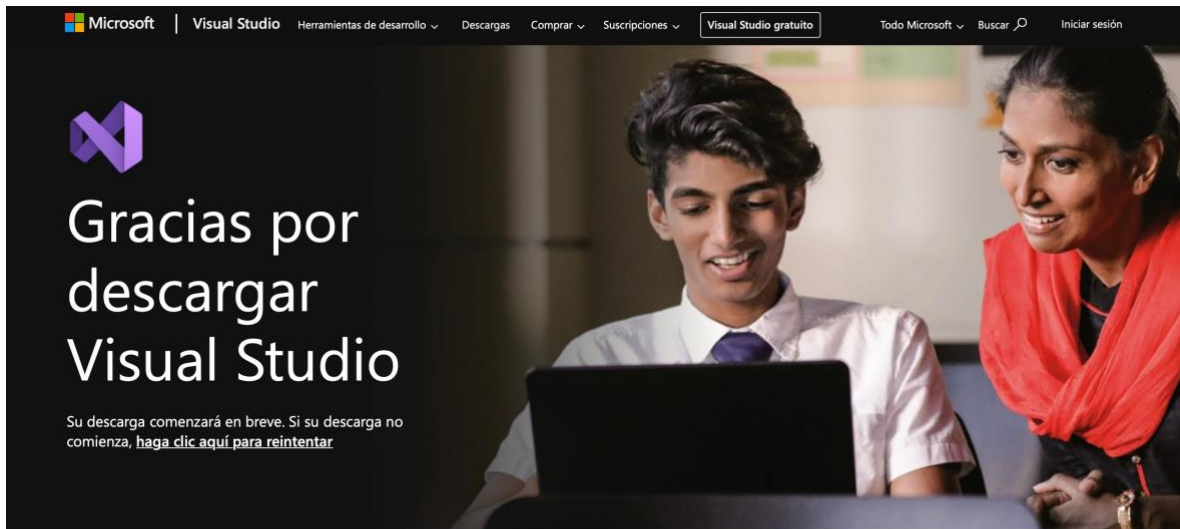 Microsoft | Visual Studio Herramientas de desarrollo Descargas Comprar Suscripciones Visual Studio gratuito Todo Microsoft Buscar Iniciar sesión
Gracias por
descargar
Visual Studio
Su descarga comenzará en breve. Si su descarga no
comienza, haga clic aquí para reintentar